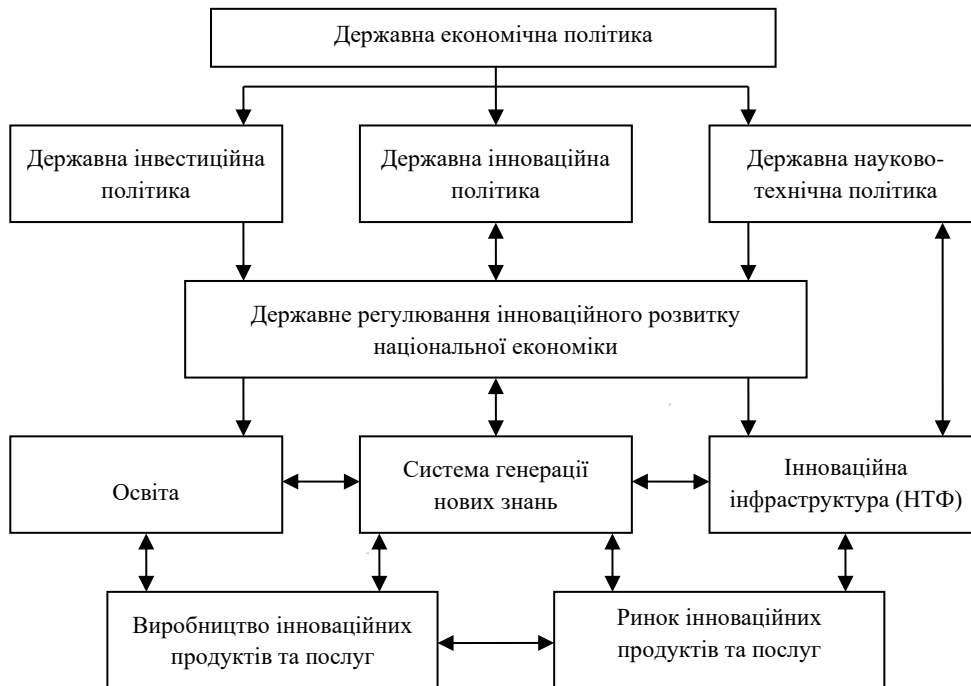 Державна економічна політика
Державна інвестиційна
політика
Державна інноваційна
політика
Державна науково-
технічна політика
Державне регулювання інноваційного розвитку
національної економіки
Освіта
Система генерації
нових знань
Інноваційна
інфраструктура (НТФ)
Виробництво інноваційних
продуктів та послуг
Ринок інноваційних
продуктів та послуг